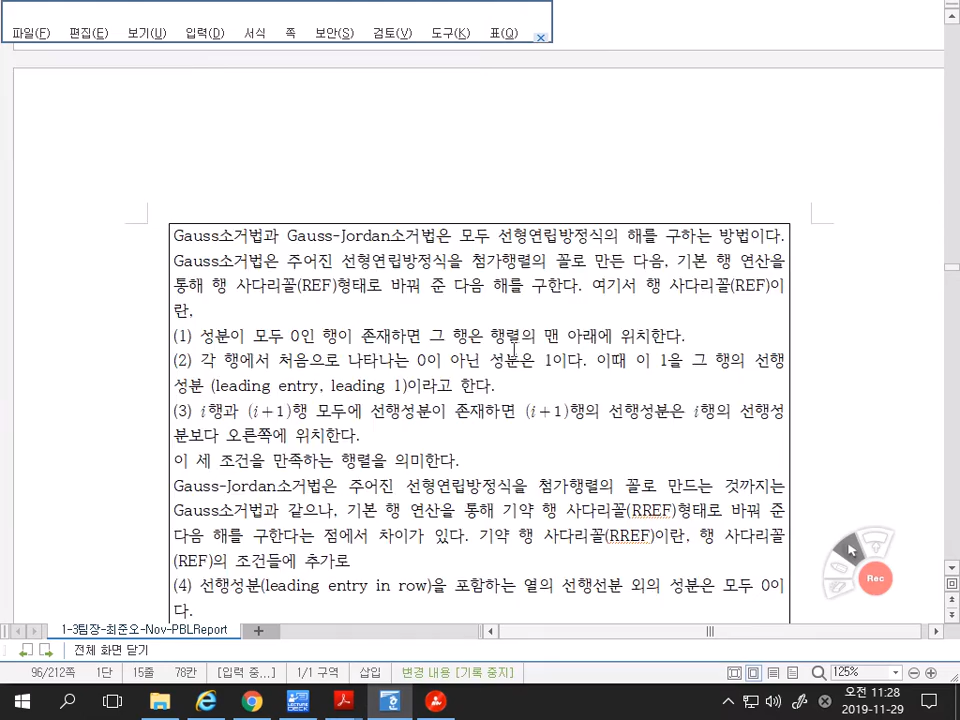 파일(F) 편집(E) 보기(U) 입력(D) 서식 쪽 보안(S) 검토(V) 도구(K) 표(Q)
Gauss소거법과 Gauss-Jordan소거법은 모두 선형연립방정식의 해를 구하는 방법이다.
Gauss소거법은 주어진 선형연립방정식을 첨가행렬의 꼴로 만든 다음, 기본 행 연산을
통해 행 사다리꼴(REF)형태로 바꿔 준 다음 해를 구한다. 여기서 행 사다리꼴(REF)이
란,
(1) 성분이 모두 0인 행이 존재하면 그 행은 행렬의 맨 아래에 위치한다.
(2) 각 행에서 처음으로 나타나는 0이 아닌 성분은 1이다. 이때 이 1을 그 행의 선행
성분 (leading entry, leading 1)이라고 한다.
(3) i행과 (i+1)행 모두에 선행성분이 존재하면 (i+1)행의 선행성분은 i행의 선행성
분보다 오른쪽에 위치한다.
이 세 조건을 만족하는 행렬을 의미한다.
Gauss-Jordan소거법은 주어진 선형연립방정식을 첨가행렬의 꼴로 만드는 것까지는
Gauss소거법과 같으나, 기본 행 연산을 통해 기약 행 사다리꼴(RREF)형태로 바꿔 준
다음 해를 구한다는 점에서 차이가 있다. 기약 행 사다리꼴(RREF)이란, 행 사다리꼴
(REF)의 조건들에 추가로
(4) 선행성분(leading entry in row)을 포함하는 열의 선행선분 외의 성분은 모두 0이
다.
Rec
1-3팀장-최준오-Nov-PBLReport
전체 화면 닫기
96/212쪽 1단 15줄 78칸 [입력 중...] 1/1 구역 삽입 변경 내용 [기록 중지] 125%
LECTURE CHECK
오전 11:28
2019-11-29